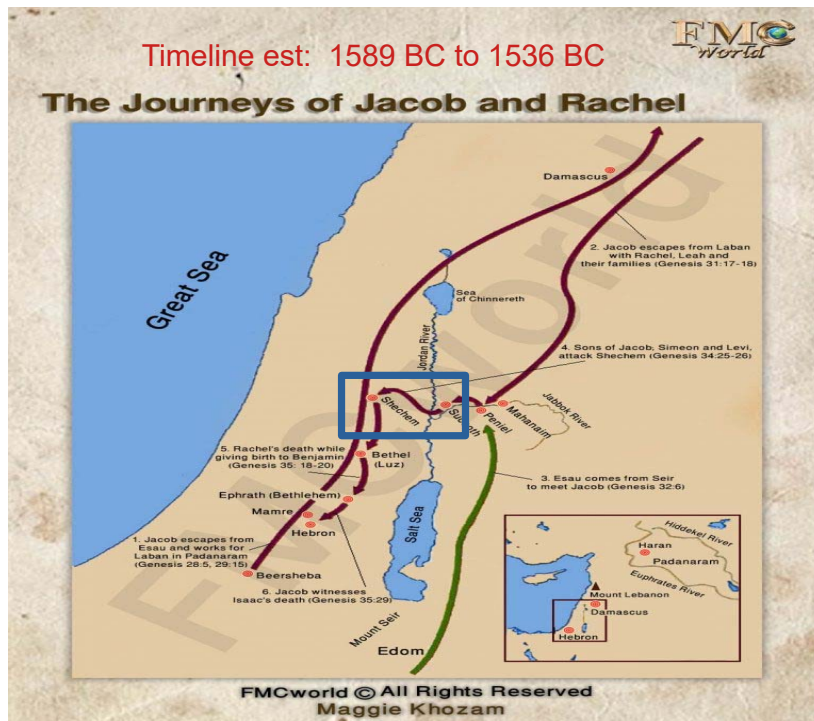 FMC
World
Timeline est: 1589 BC to 1536 BC
The Journeys of Jacob and Rachel
Damascus
2. Jacob escapes from Laban
with Rachel, Leah and
their families (Genesis 31:17-18)
Great Sea
Sea
of Chinnereth
Jordan River
4. Sons of Jacob, Simeon and Levi,
attack Shechem (Genesis 34:25-26)
Shechem
Succoth
Peniel
Mahanaim
Jabbok River
5. Rachel's death while
giving birth to Benjamin
(Genesis 35: 18-20)
Bethel
(Luz)
3. Esau comes from Seir
to meet Jacob (Genesis 32:6)
Ephrath (Bethlehem)
Mamre
Hebron
Salt Sea
1. Jacob escapes from
Esau and works for
Laban in Padanaram
(Genesis 28:5, 29:15)
Beersheba
6. Jacob witnesses
Isaac's death (Genesis 35:29)
Mount Seir
Edom
Hiddekel River
Haran
Padanaram
Euphrates River
Mount Lebanon
Damascus
Hebron
FMCworld
FMCworld © All Rights Reserved
Maggie Khozam